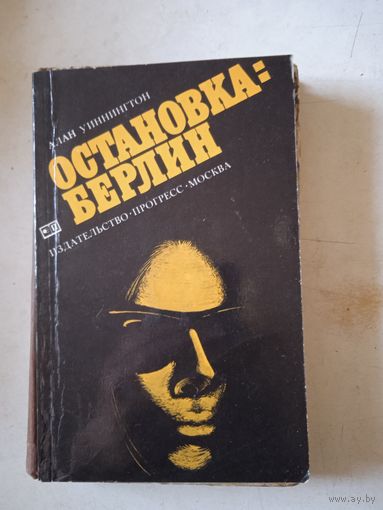 АЛАН УИННИНГТОН
ОСТАНОВКА:
БЕРЛИН
ИЗДАТЕЛЬСТВО·ПРОГРЕСС·МОСКВА
www.ay.by